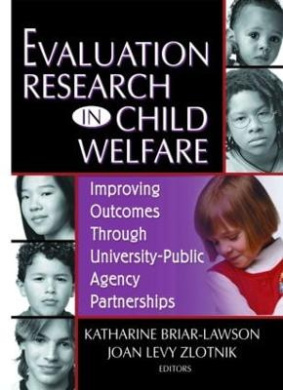 EVALUATION
RESEARCH
IN CHILD
WELFARE
Improving
Outcomes
Through
University-Public
Agency
Partnerships
KATHARINE BRIAR-LAWSON
JOAN LEVY ZLOTNIK
EDITORS